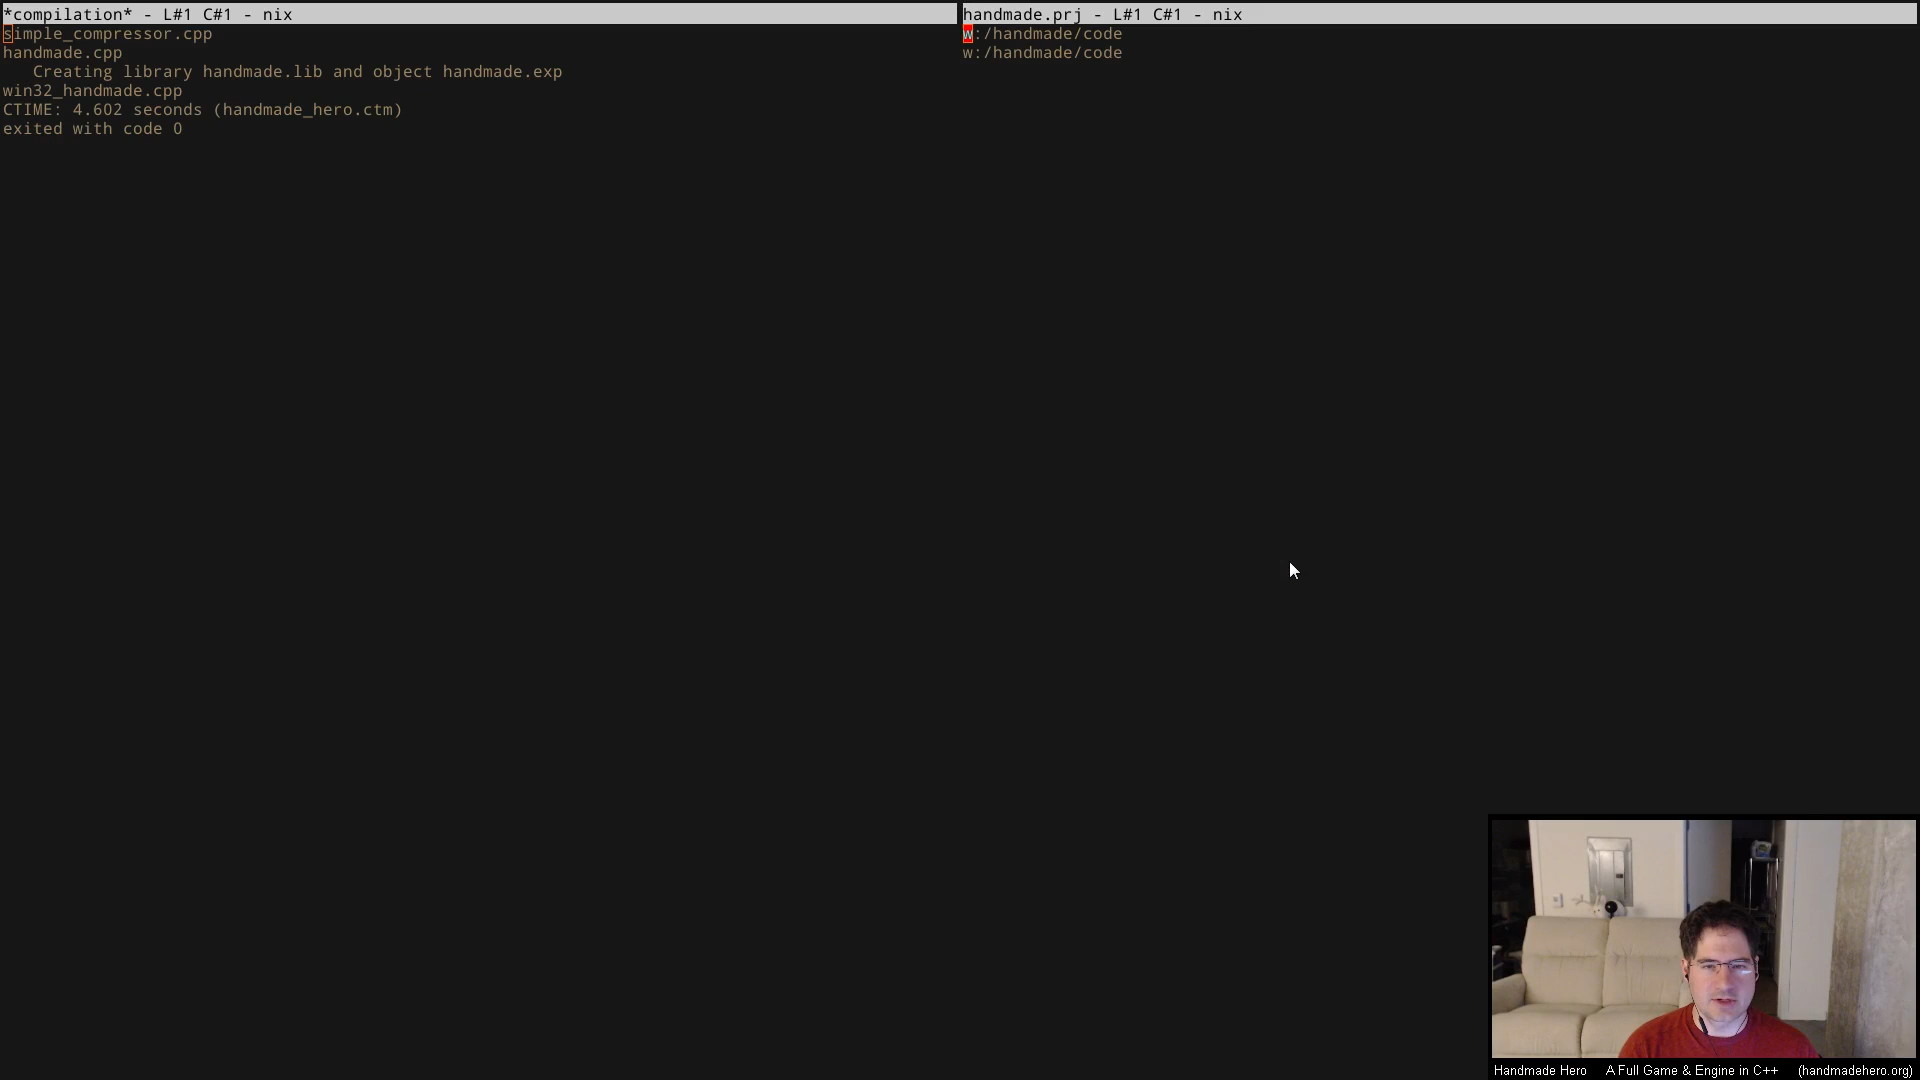 *compilation* - L#1 C#1 - nix
simple_compressor.cpp
handmade.cpp
   Creating library handmade.lib and object handmade.exp
win32_handmade.cpp
CTIME: 4.602 seconds (handmade_hero.ctm)
exited with code 0
handmade.prj - L#1 C#1 - nix
w:/handmade/code
w:/handmade/code
Handmade Hero A Full Game & Engine in C++ (handmadehero.org)